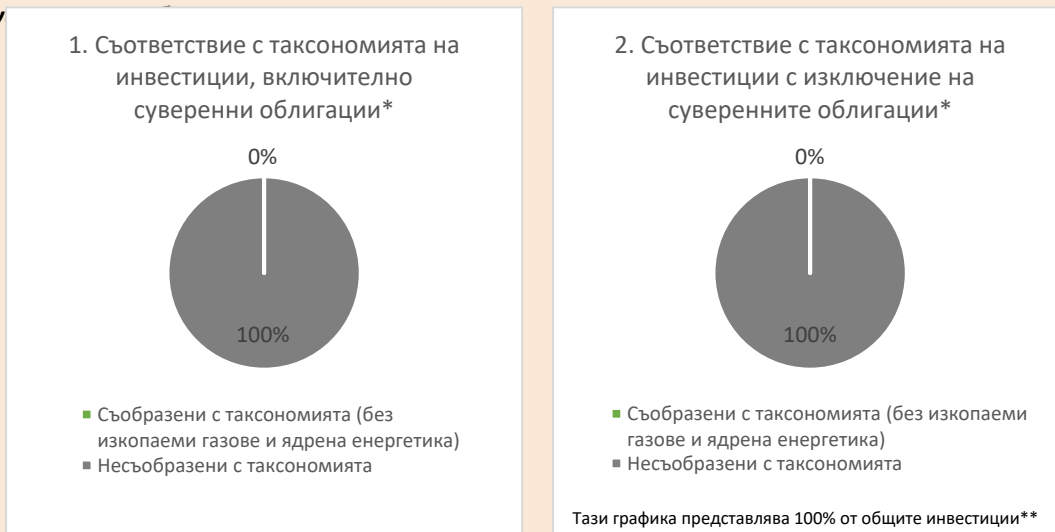 1. Съответствие с таксономията на
инвестиции, включително
суверенни облигации*
0%
100%
Съобразени с таксономията (без
изкопаеми газове и ядрена енергетика)
Несъобразени с таксономията
2. Съответствие с таксономията на
инвестиции с изключение на
суверенните облигации*
0%
100%
Съобразени с таксономията (без изкопаеми
газове и ядрена енергетика)
Несъобразени с таксономията
Тази графика представлява 100% от общите инвестиции**